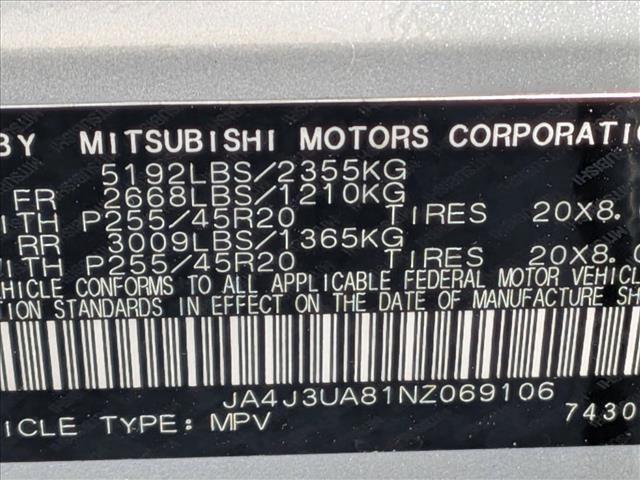 BY MITSUBISHI MOTORS CORPORATI
5192LBS/2355KG
FR 2668LBS/1210KG
ITH P255/45R20 TIRES 20X8.
RR 3009LBS/1365KG
ITH P255/45R20 TIRES 20X8.0
HICLE CONFORMS TO ALL APPLICABLE FEDERAL MOTOR VEHICL
TION STANDARDS IN EFFECT ON THE DATE OF MANUFACTURE SH
JA4J3UA81NZ069106
ICLE TYPE: MPV 7430